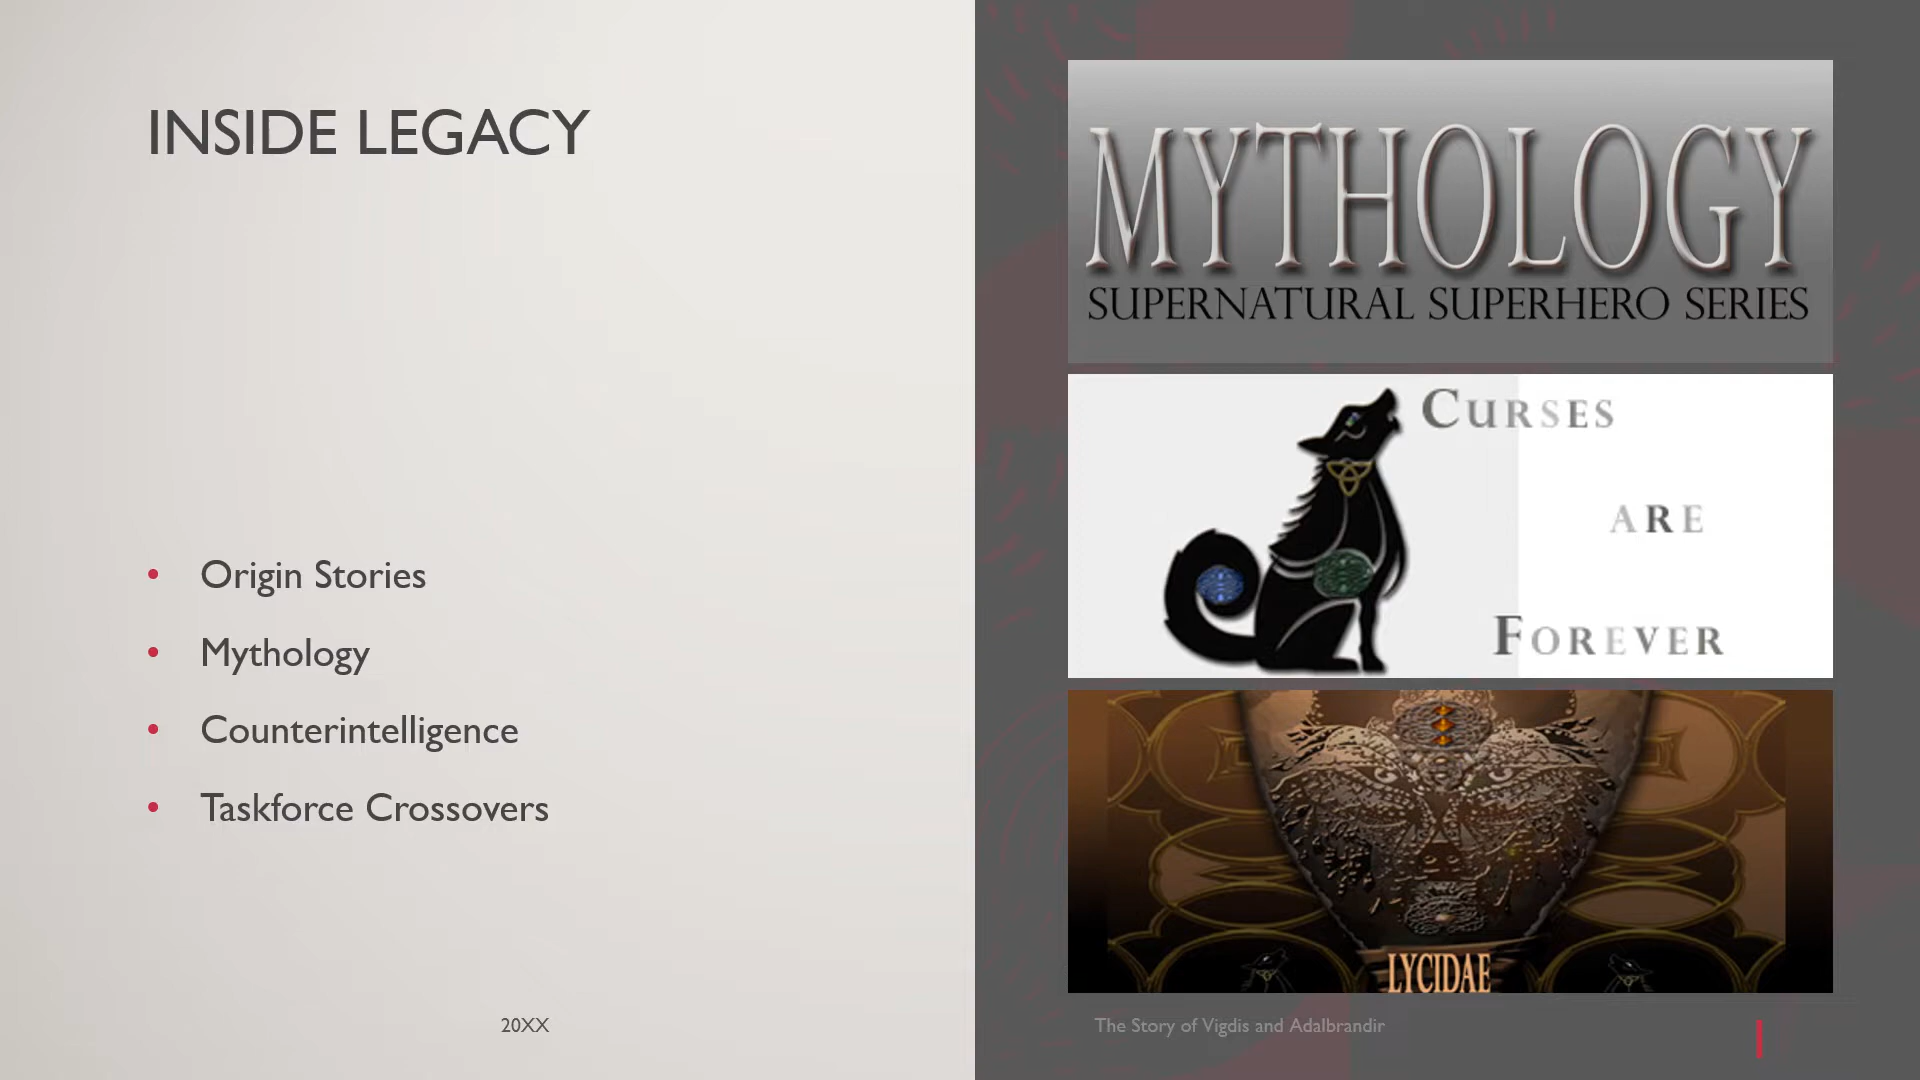 INSIDE LEGACY
• Origin Stories
• Mythology
• Counterintelligence
• Taskforce Crossovers
20XX
MYTHOLOGY
SUPERNATURAL SUPERHERO SERIES
CURSES
ARE
FOREVER
LYCIDAE
The Story of Vigdis and Adalbrandir